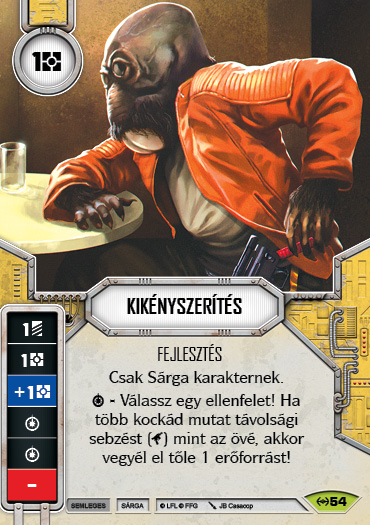 1
KIKÉNYSZERÍTÉS
FEJLESZTÉS
Csak Sárga karakternek.
- Válassz egy ellenfelet! Ha
több kockád mutat távolsági
sebzést ( ) mint az övé, akkor
vegyél el tőle 1 erőforrást!
1
1
+1
-
SEMLEGES SÁRGA © LFL © FFG JB Casacop 54